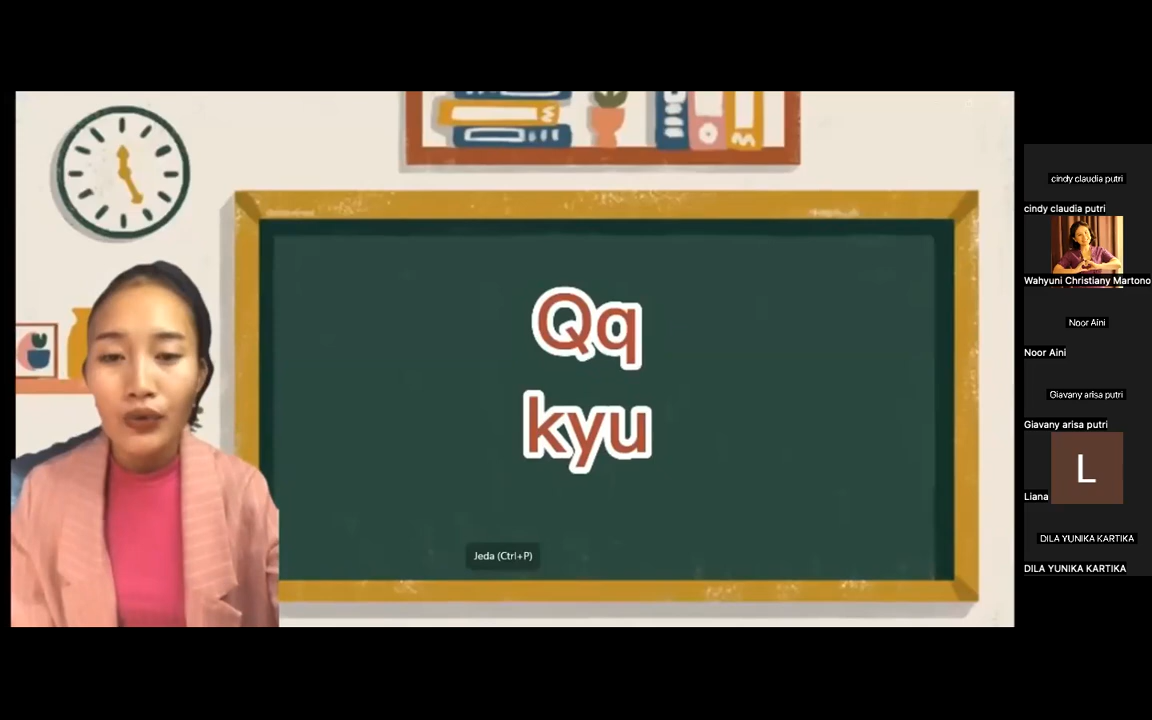 Qq
kyu
Jeda (Ctrl+P)
cindy claudia putri
cindy claudia putri
Wahyuni Christiany Martono
Noor Aini
Noor Aini
Giavany arisa putri
Giavany arisa putri
L
Liana
DILA YUNIKA KARTIKA
DILA YUNIKA KARTIKA